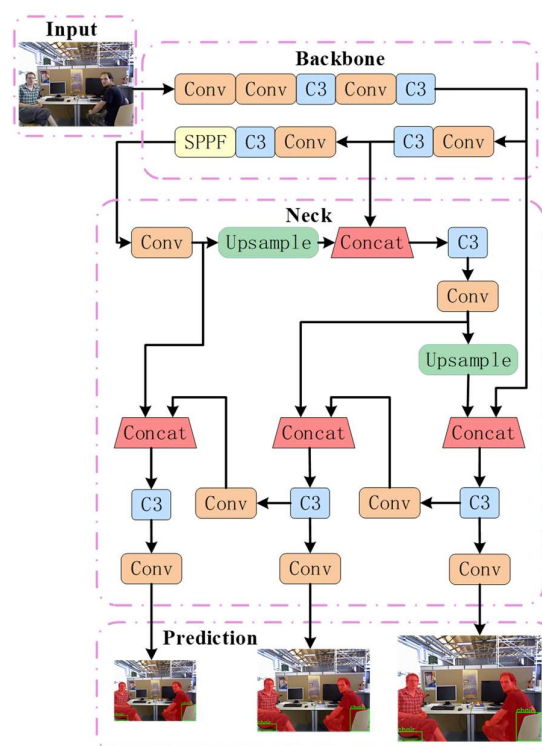 Input
Backbone
Conv Conv C3 Conv C3
SPPF C3 Conv C3 Conv
Neck
Conv Upsample Concat C3
Conv
Upsample
Concat Concat Concat
C3 Conv C3 Conv C3
Conv Conv Conv
Prediction
chair